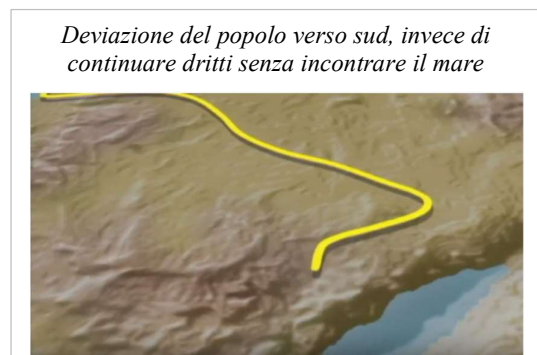 Deviazione del popolo verso sud, invece di
continuare dritti senza incontrare il mare